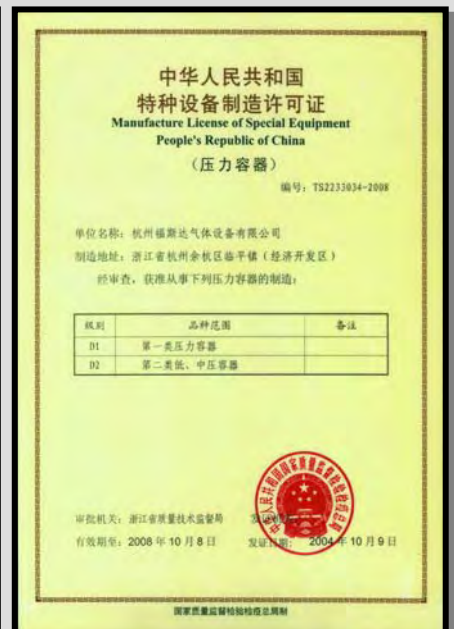 中华人民共和国
特种设备制造许可证
Manufacture License of Special Equipment
People's Republic of China
（压力容器）
编号：TS2233034-2008
单位名称：杭州福斯达气体设备有限公司
制造地址：浙江省杭州余杭区临平镇（经济开发区）
经审查，获准从事下列压力容器的制造：
级别 品种范围 备注
D1 第一类压力容器
D2 第二类低、中压容器
审批机关：浙江省质量技术监督局
有效期至：2008 年 10 月 8 日 发证日期： 2004 年 10 月 9 日
国家质量监督检验检疫总局制